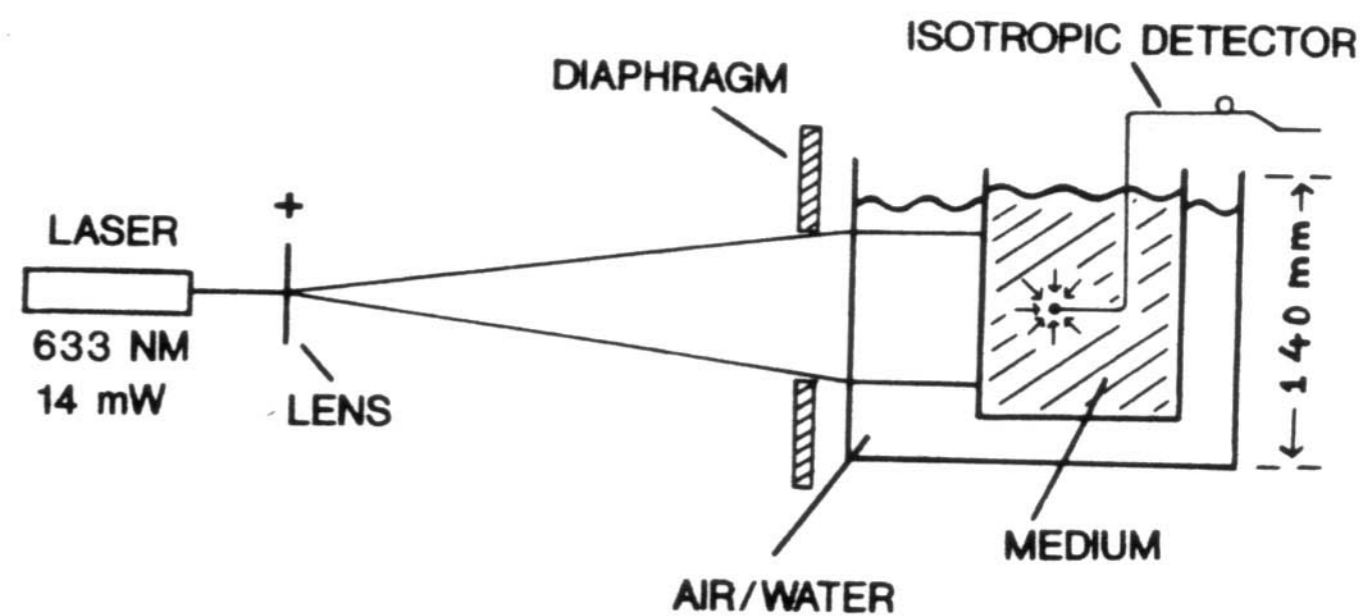 ISOTROPIC DETECTOR
DIAPHRAGM
+
LASER
633 NM
14 mW
LENS
140 mm
MEDIUM
AIR/WATER